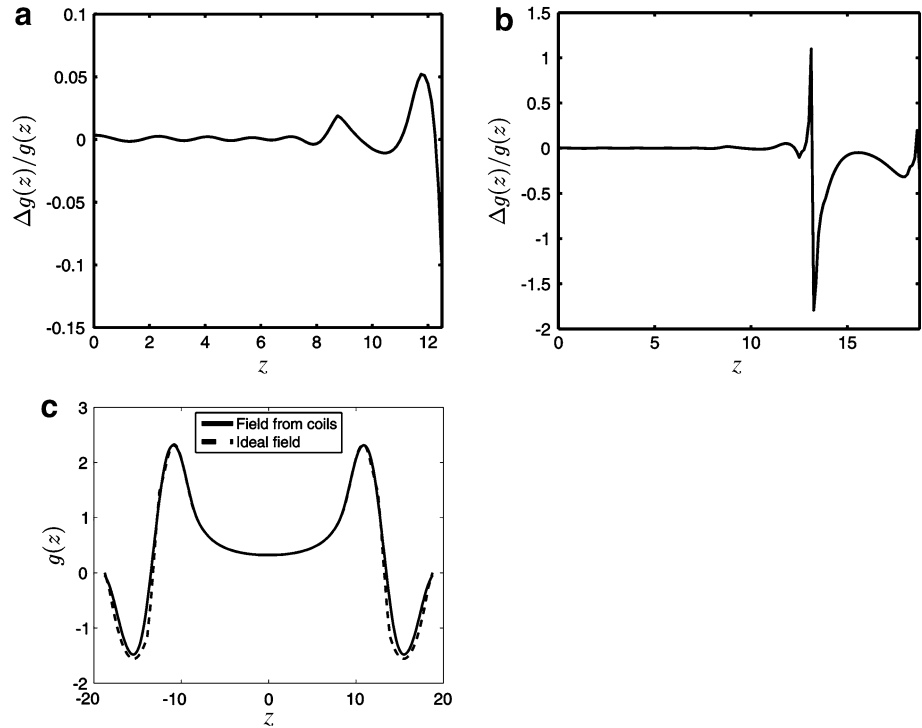 a
0.1
0.05
0
-0.05
-0.1
-0.15
Δg(z)/g(z)
0 2 4 6 8 10 12
z
b
1.5
1
0.5
0
-0.5
-1
-1.5
-2
Δg(z)/g(z)
0 5 10 15
z
c
3
2
1
0
-1
-2
g(z)
Field from coils
Ideal field
-20 -10 0 10 20
z